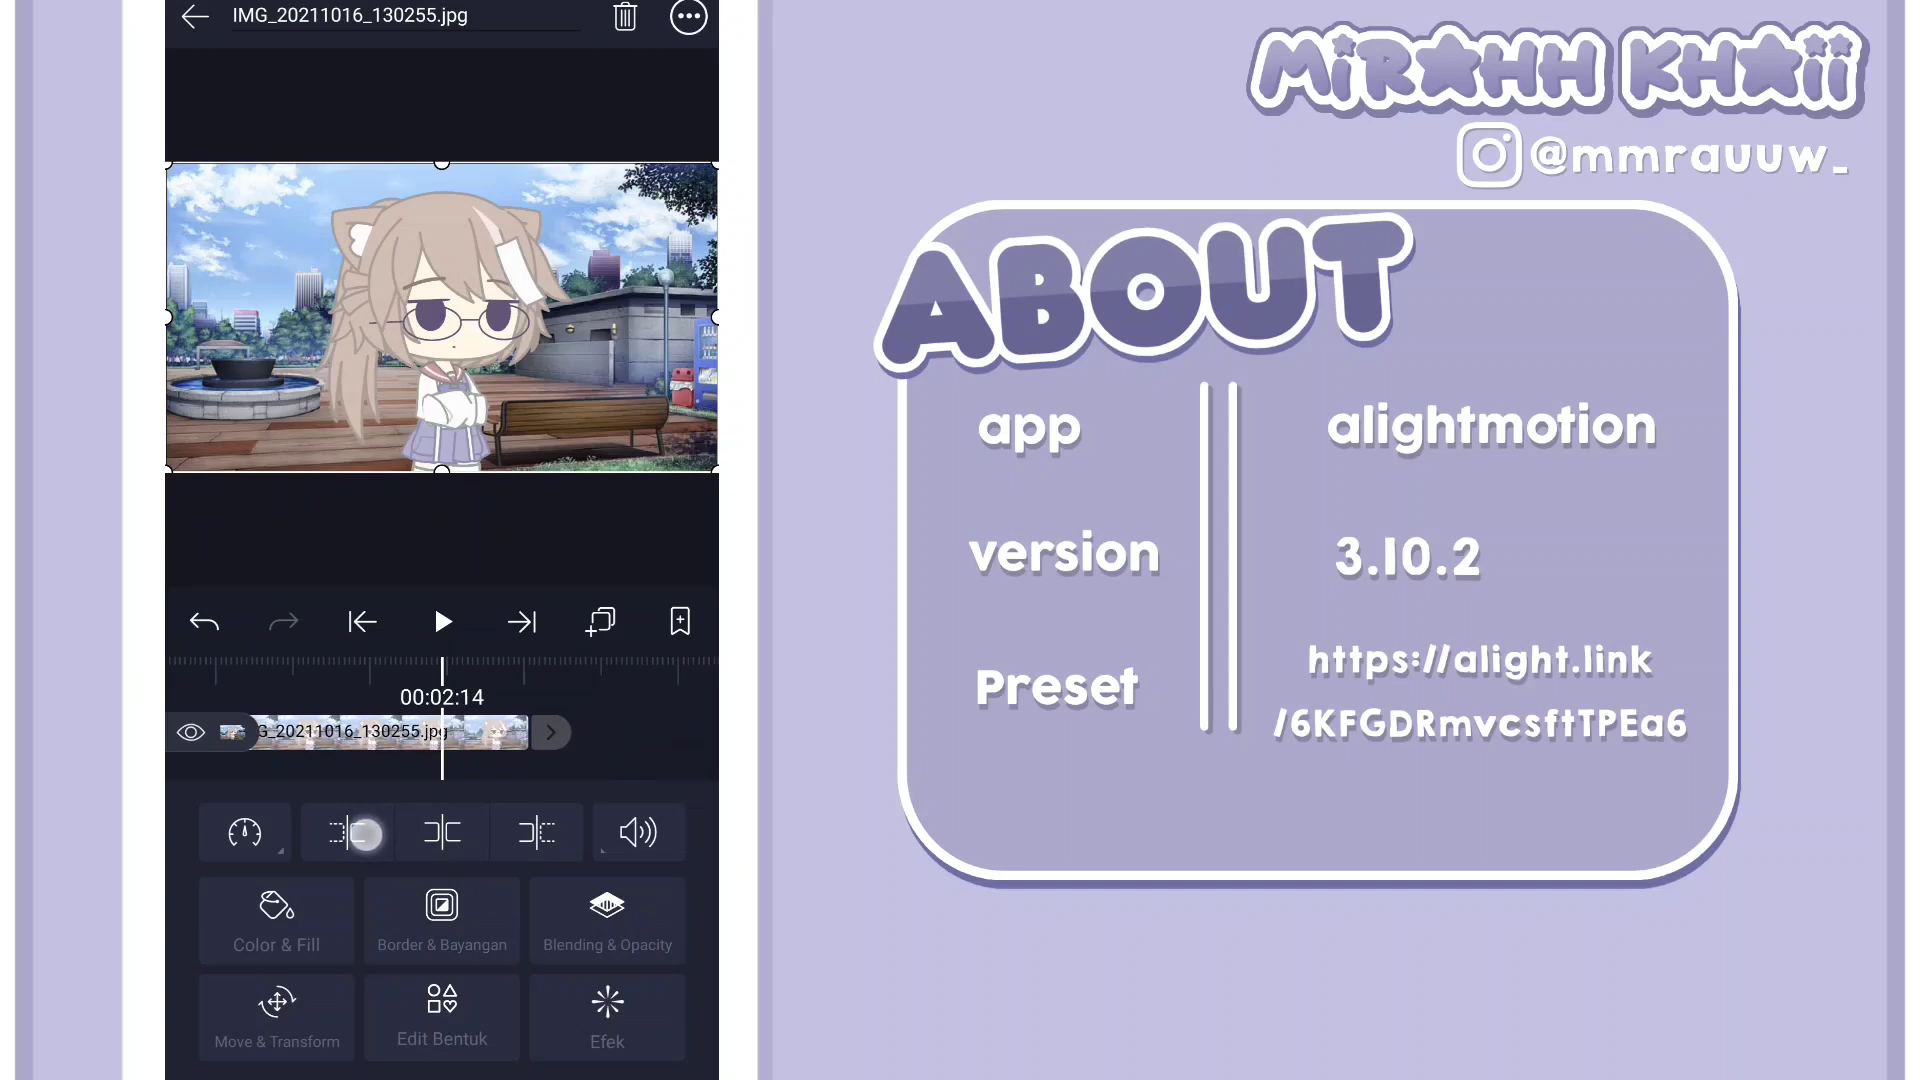 IMG_20211016_130255.jpg
00:02:14
G_20211016_130255.jpg
Color & Fill
Border & Bayangan
Blending & Opacity
Move & Transform
Edit Bentuk
Efek
MiRAHH KHAii
@mmrauuw_
ABOUT
app
alightmotion
version
3.10.2
Preset
https://alight.link
/6KFGDRmvcsftTPEa6